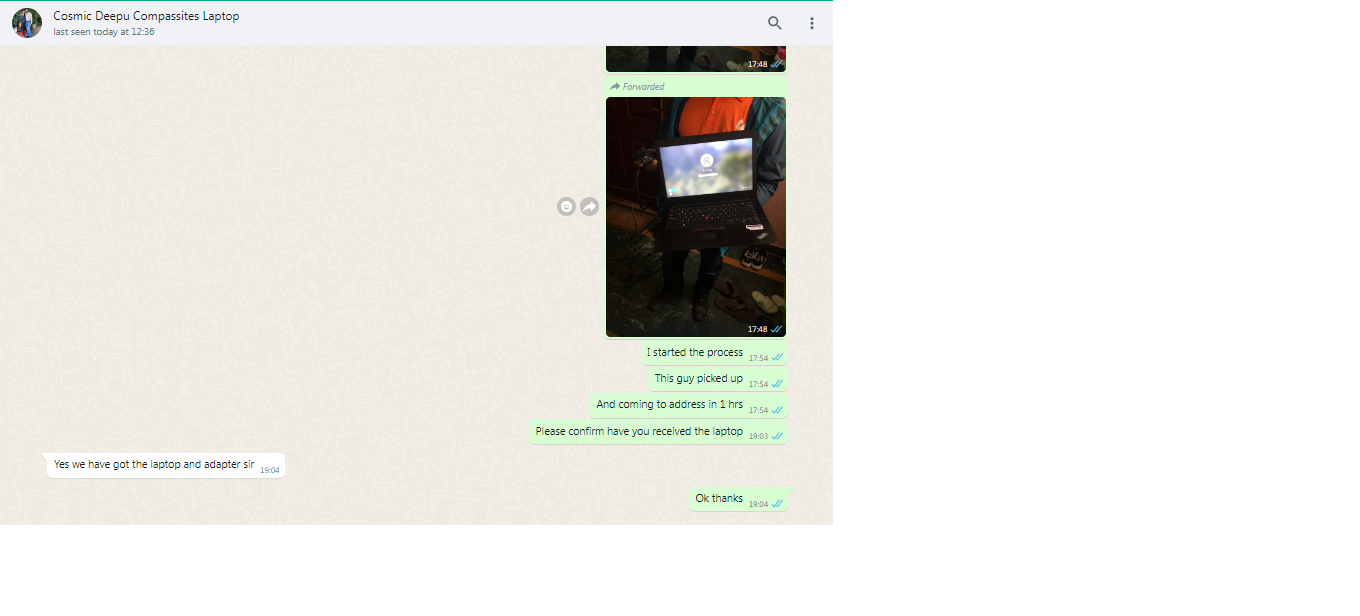 Cosmic Deepu Compassites Laptop
last seen today at 12:36
17:48
Forwarded
17:48
I started the process 17:54
This guy picked up 17:54
And coming to address in 1 hrs 17:54
Please confirm have you received the laptop 19:03
Yes we have got the laptop and adapter sir 19:04
Ok thanks 19:04